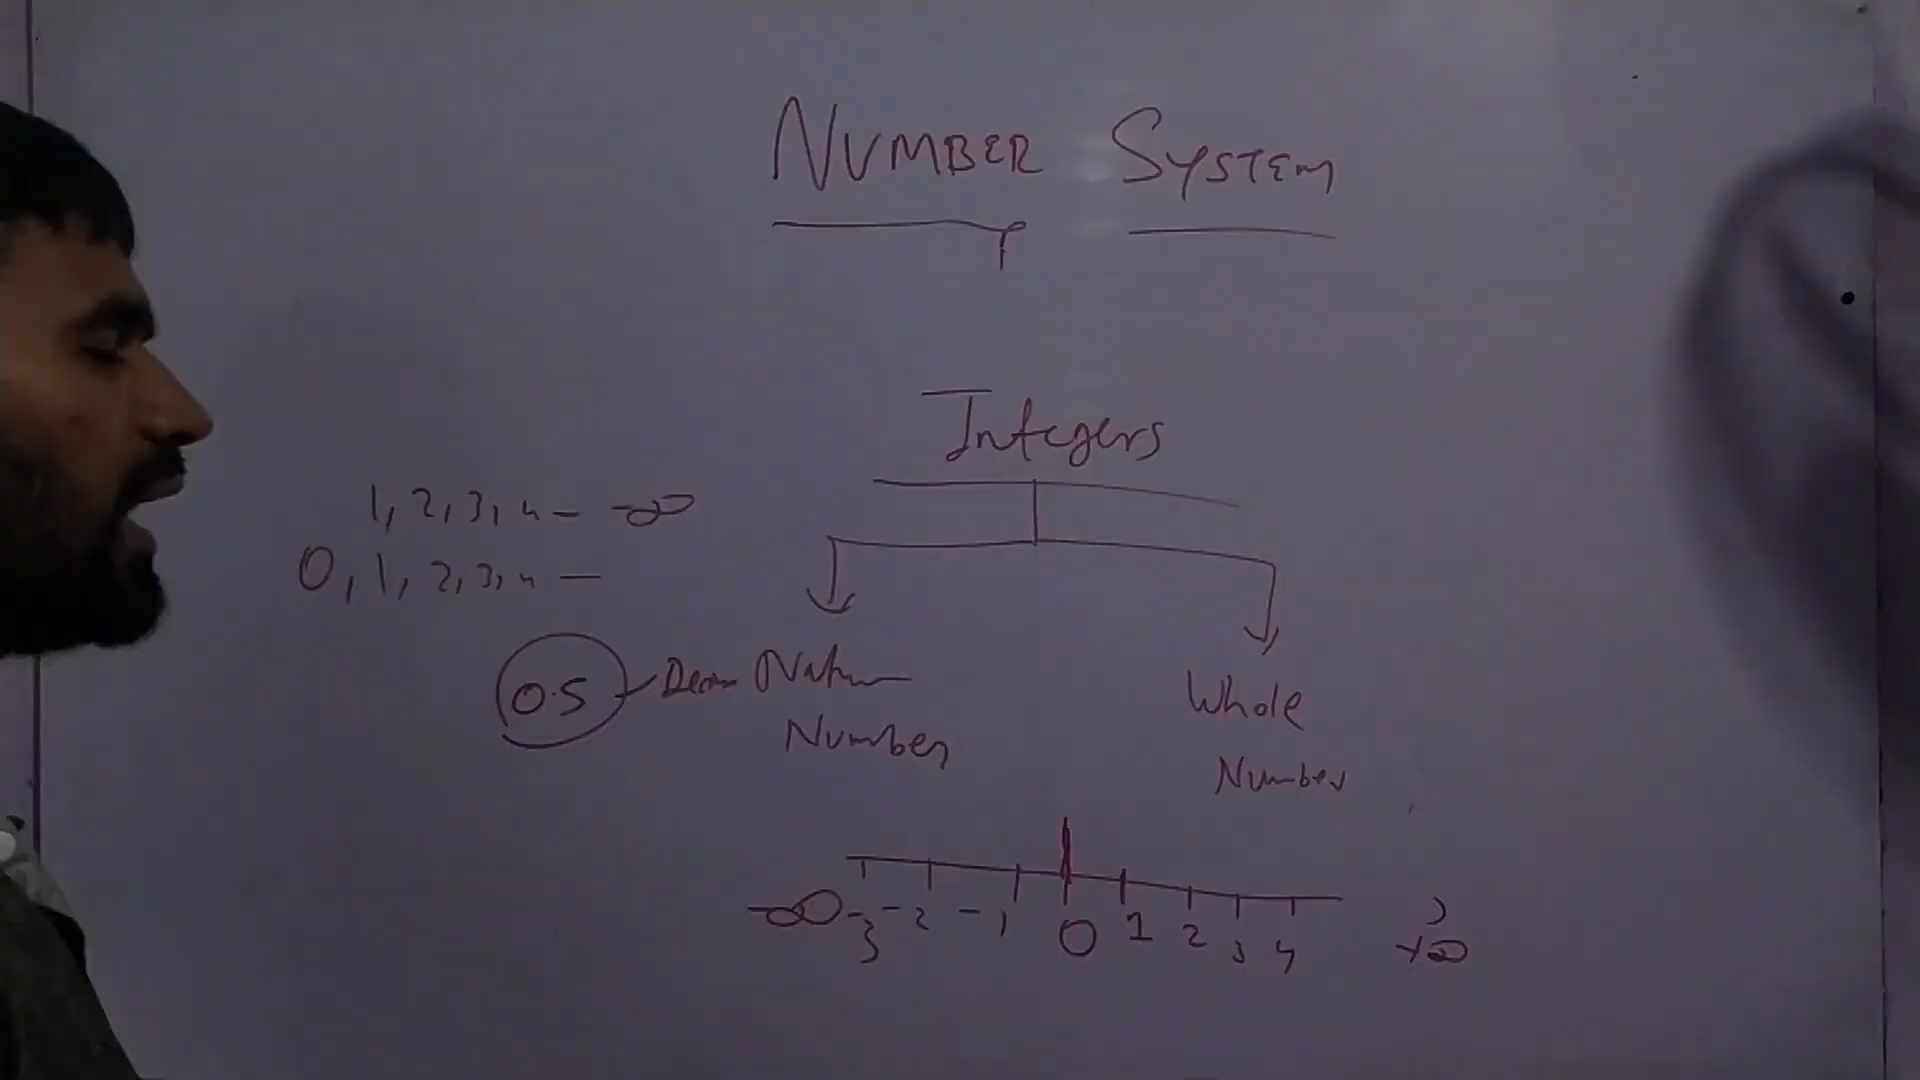 NUMBER SYSTEM
Integers
1, 2, 3, 4 — ∞
0, 1, 2, 3, 4 —
0.5
Number
Whole
Number
-∞ -3 -2 -1 0 1 2 3 4 +∞